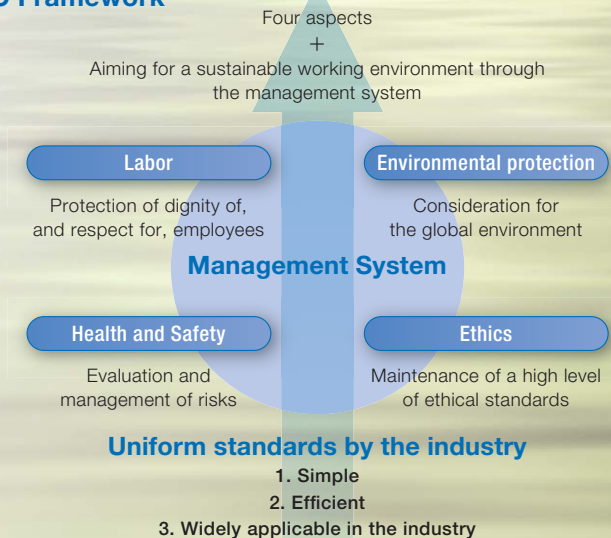 Framework
Four aspects
+
Aiming for a sustainable working environment through
the management system
Labor
Protection of dignity of,
and respect for, employees
Environmental protection
Consideration for
the global environment
Management System
Health and Safety
Evaluation and
management of risks
Ethics
Maintenance of a high level
of ethical standards
Uniform standards by the industry
1. Simple
2. Efficient
3. Widely applicable in the industry